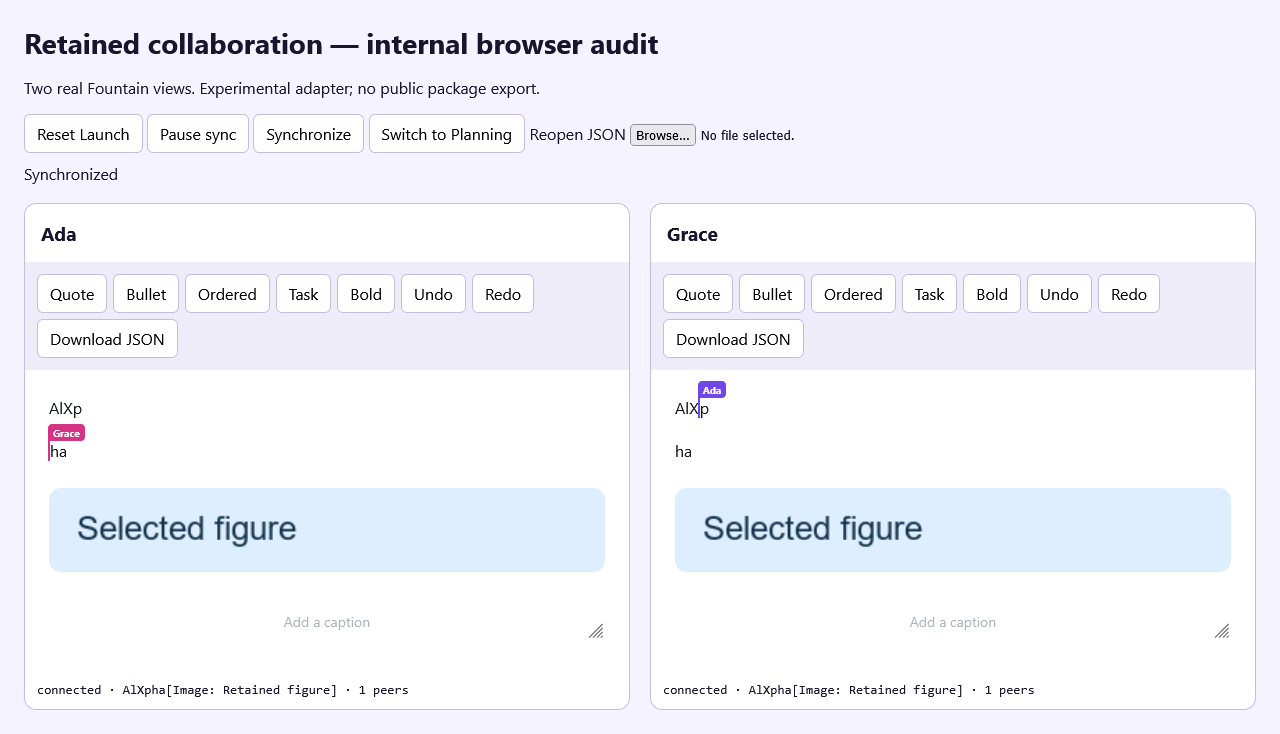 Retained collaboration — internal browser audit
Two real Fountain views. Experimental adapter; no public package export.
Reset Launch Pause sync Synchronize Switch to Planning Reopen JSON Browse... No file selected.
Synchronized
Ada
Quote Bullet Ordered Task Bold Undo Redo
Download JSON
AlXp
Grace
ha
Selected figure
Add a caption
connected · AlXpha[Image: Retained figure] · 1 peers
Grace
Quote Bullet Ordered Task Bold Undo Redo
Download JSON
Ada
AlXp
ha
Selected figure
Add a caption
connected · AlXpha[Image: Retained figure] · 1 peers